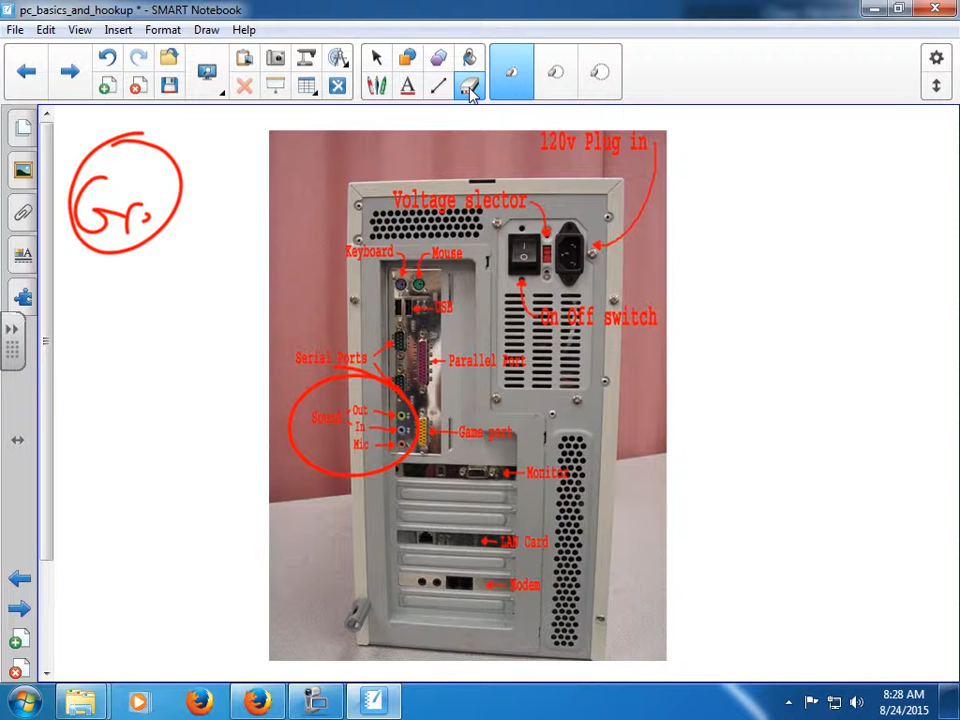 pc_basics_and_hookup * - SMART Notebook
File Edit View Insert Format Draw Help
Gr.
120v Plug in
Voltage slector
Keyboard Mouse
USB
On Off switch
Serial Ports
Parallel Port
Sound
Out
In
Mic
Game port
Monitor
LAN Card
Modem
8:28 AM
8/24/2015